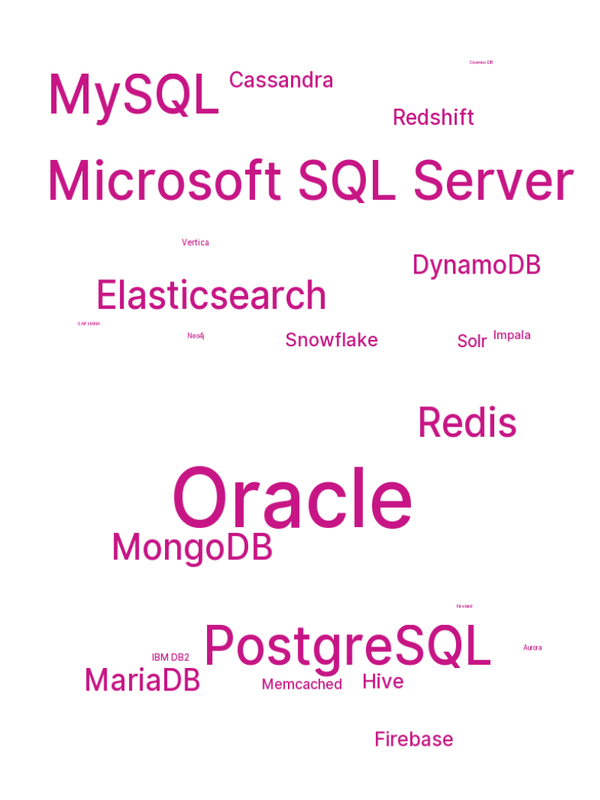 Cosmos DB
MySQL
Cassandra
Redshift
Microsoft SQL Server
Vertica
DynamoDB
Elasticsearch
SAP HANA
Neo4j
Snowflake
Solr
Impala
Redis
Oracle
MongoDB
PostgreSQL
Aurora
IBM DB2
MariaDB
Memcached
Hive
Firebase